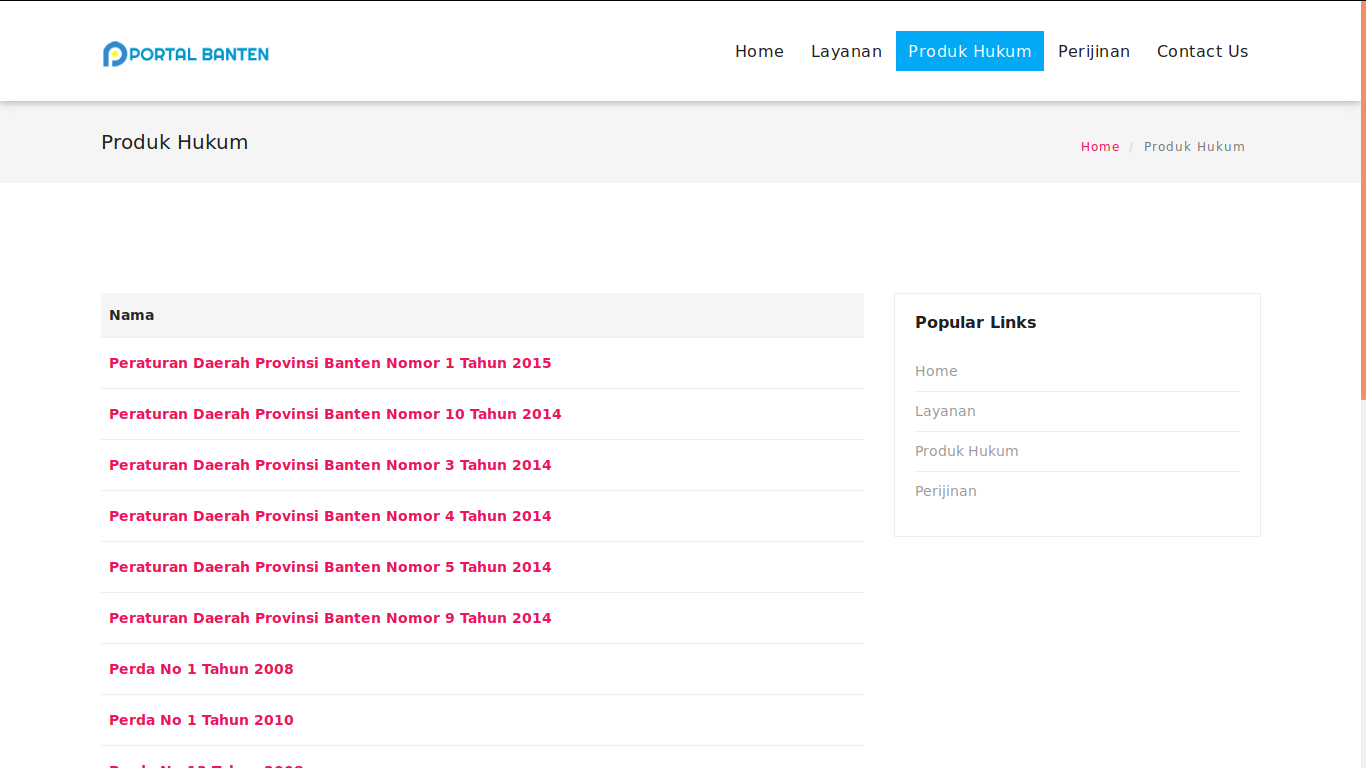 PORTAL BANTEN
Home Layanan Produk Hukum Perijinan Contact Us
Produk Hukum
Home / Produk Hukum
Nama
Peraturan Daerah Provinsi Banten Nomor 1 Tahun 2015
Peraturan Daerah Provinsi Banten Nomor 10 Tahun 2014
Peraturan Daerah Provinsi Banten Nomor 3 Tahun 2014
Peraturan Daerah Provinsi Banten Nomor 4 Tahun 2014
Peraturan Daerah Provinsi Banten Nomor 5 Tahun 2014
Peraturan Daerah Provinsi Banten Nomor 9 Tahun 2014
Perda No 1 Tahun 2008
Perda No 1 Tahun 2010
Popular Links
Home
Layanan
Produk Hukum
Perijinan